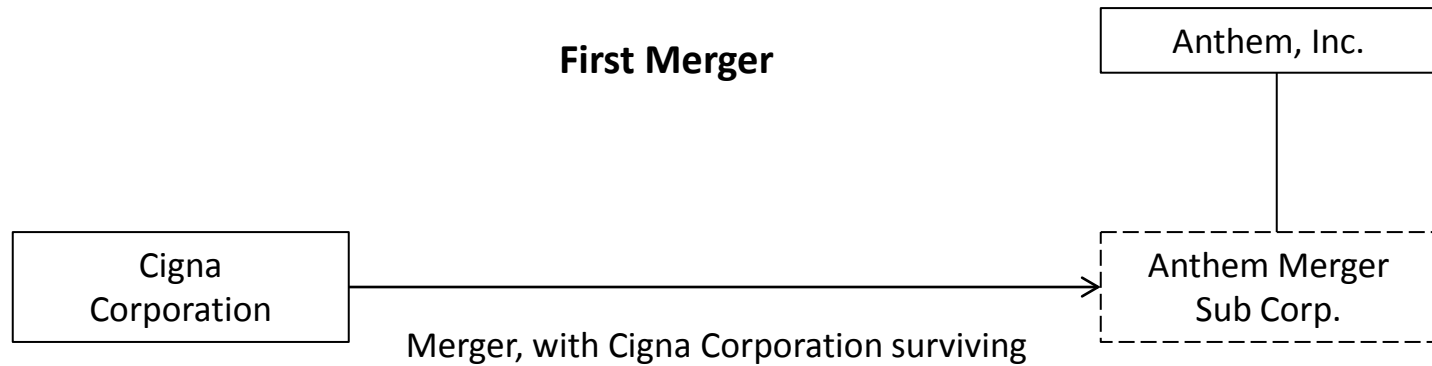 First Merger
Anthem, Inc.
Cigna
Corporation
Merger, with Cigna Corporation surviving
Anthem Merger
Sub Corp.